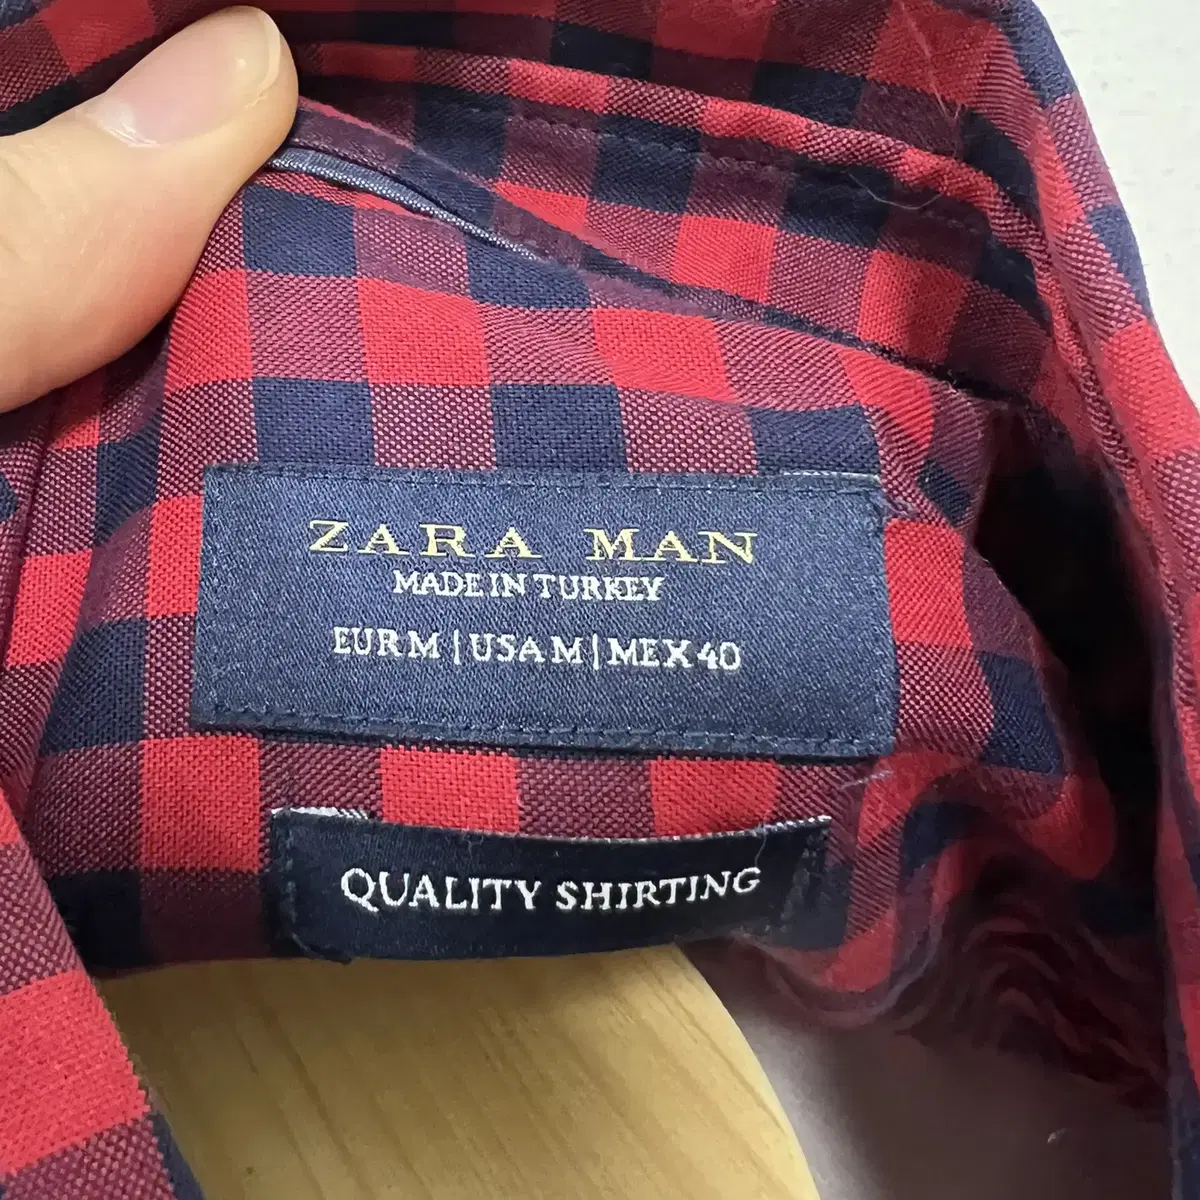 ZARA MAN
MADE IN TURKEY
EUR M | USA M | MEX 40
QUALITY SHIRTING